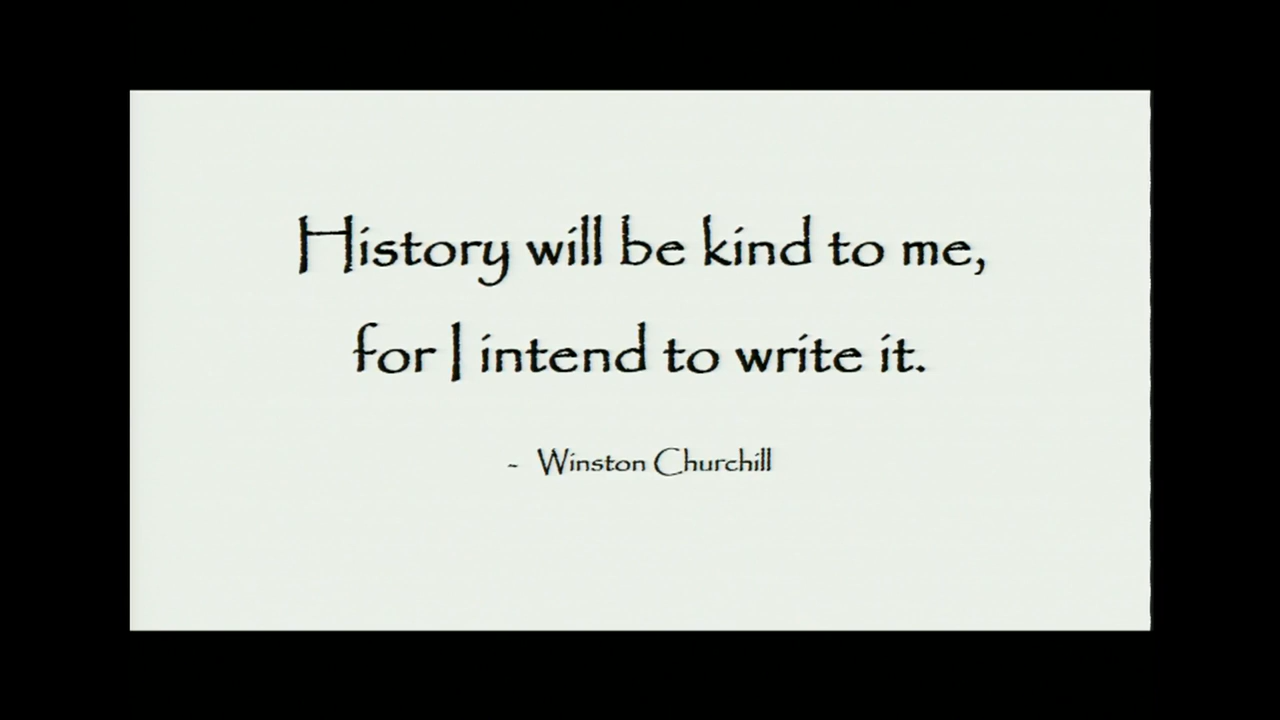 History will be kind to me,
for I intend to write it.
- Winston Churchill